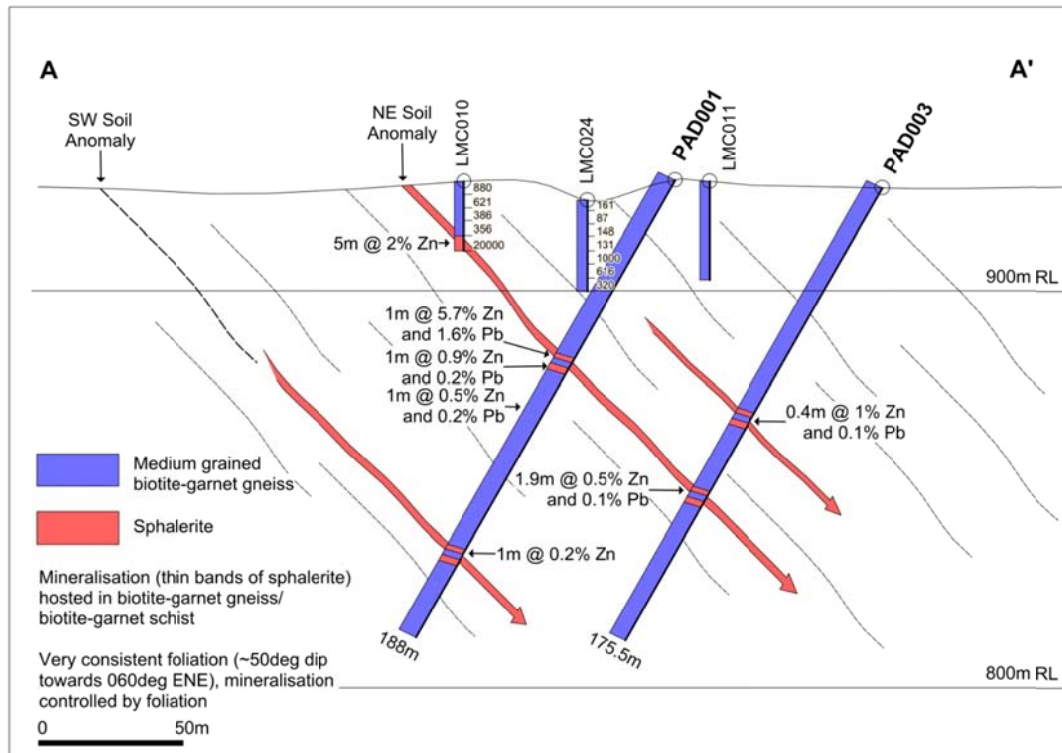 A
A'
SW Soil
Anomaly
NE Soil
Anomaly
LMC010
LMC024
PAD001
LMC011
PAD003
880
621
386
356
20000
161
87
148
131
1000
616
320
5m @ 2% Zn
900m RL
1m @ 5.7% Zn
and 1.6% Pb
1m @ 0.9% Zn
and 0.2% Pb
1m @ 0.5% Zn
and 0.2% Pb
0.4m @ 1% Zn
and 0.1% Pb
1.9m @ 0.5% Zn
and 0.1% Pb
1m @ 0.2% Zn
188m
175.5m
800m RL
Medium grained
biotite-garnet gneiss
Sphalerite
Mineralisation (thin bands of sphalerite)
hosted in biotite-garnet gneiss/
biotite-garnet schist
Very consistent foliation (~50deg dip
towards 060deg ENE), mineralisation
controlled by foliation
0 50m